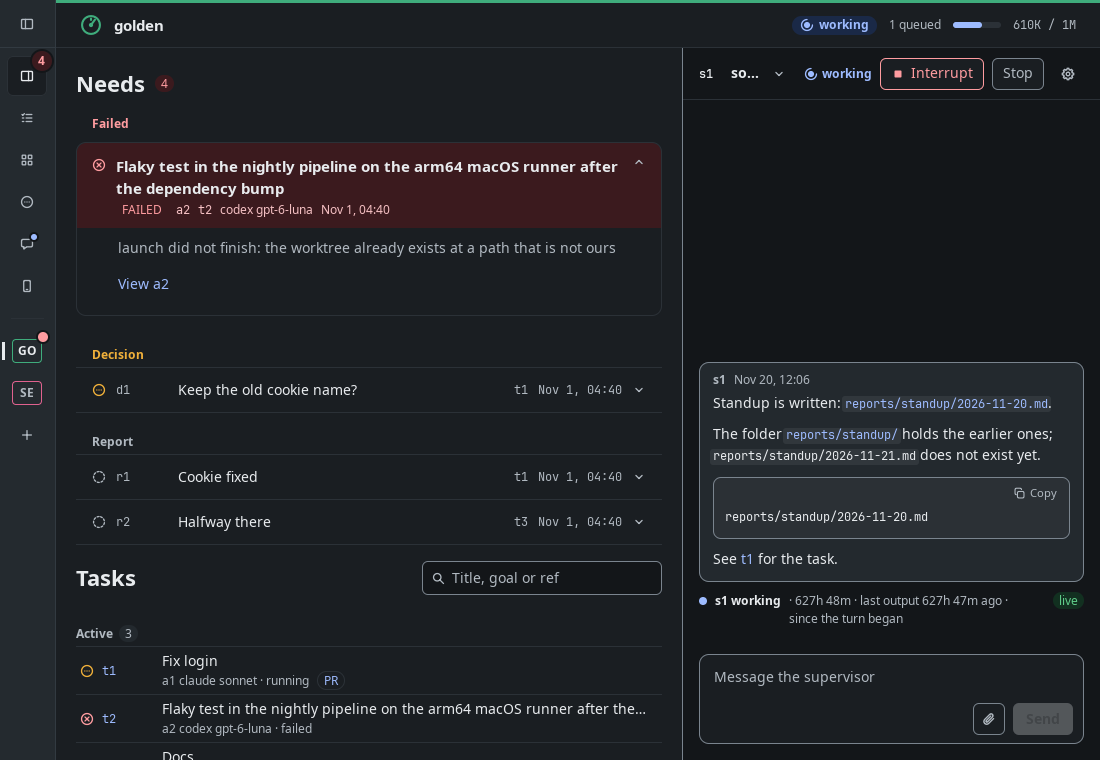 golden
working
1 queued
610K / 1M
4
GO
SE
Needs 4
Failed
Flaky test in the nightly pipeline on the arm64 macOS runner after
the dependency bump
FAILED a2 t2 codex gpt-6-luna Nov 1, 04:40
launch did not finish: the worktree already exists at a path that is not ours
View a2
Decision
d1 Keep the old cookie name? t1 Nov 1, 04:40
Report
r1 Cookie fixed t1 Nov 1, 04:40
r2 Halfway there t3 Nov 1, 04:40
Tasks
Title, goal or ref
Active 3
t1 Fix login
a1 claude sonnet · running PR
t2 Flaky test in the nightly pipeline on the arm64 macOS runner after the…
a2 codex gpt-6-luna · failed
Docs
s1 so… working Interrupt Stop
s1 Nov 20, 12:06
Standup is written: reports/standup/2026-11-20.md.
The folder reports/standup/ holds the earlier ones;
reports/standup/2026-11-21.md does not exist yet.
Copy
reports/standup/2026-11-20.md
See t1 for the task.
s1 working · 627h 48m · last output 627h 47m ago ·
since the turn began
live
Message the supervisor
Send